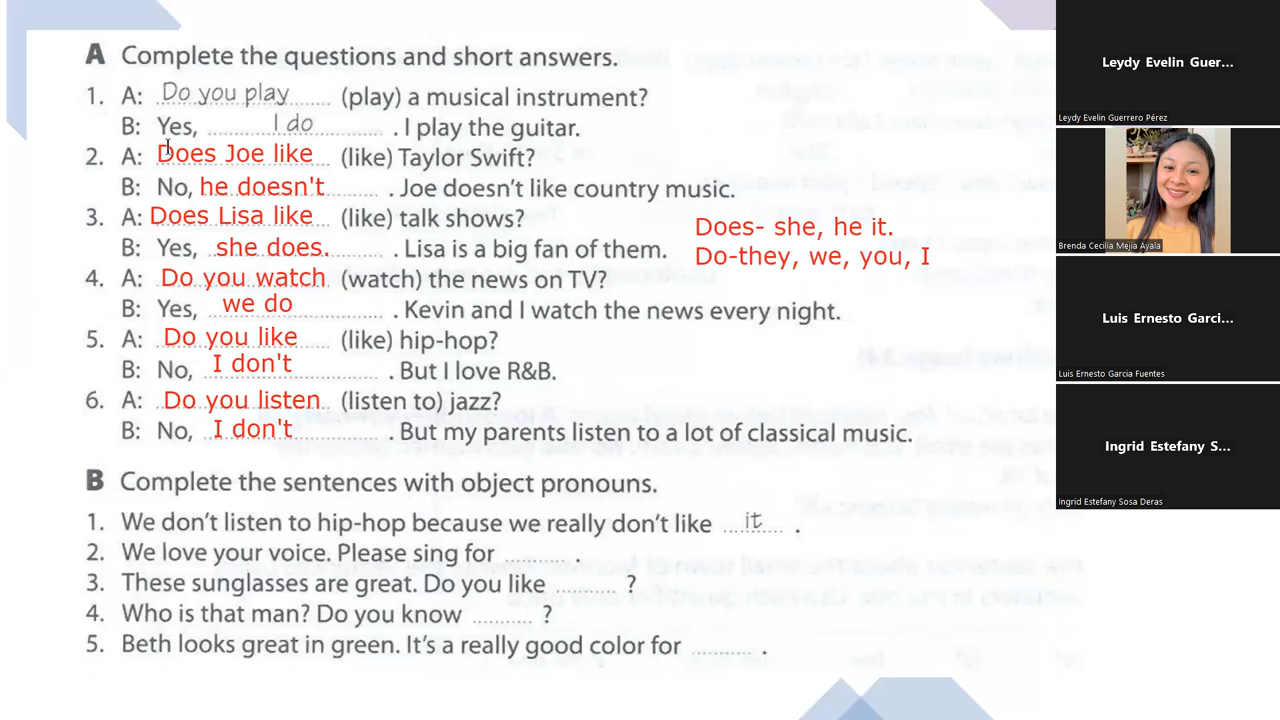 A Complete the questions and short answers.
1. A: Do you play (play) a musical instrument?
B: Yes, I do . I play the guitar.
2. A: Does Joe like (like) Taylor Swift?
B: No, he doesn't . Joe doesn't like country music.
3. A: Does Lisa like (like) talk shows?
B: Yes, she does. . Lisa is a big fan of them.
Does- she, he it.
Do-they, we, you, I
4. A: Do you watch (watch) the news on TV?
B: Yes, we do . Kevin and I watch the news every night.
5. A: Do you like (like) hip-hop?
B: No, I don't . But I love R&B.
6. A: Do you listen (listen to) jazz?
B: No, I don't . But my parents listen to a lot of classical music.
B Complete the sentences with object pronouns.
1. We don't listen to hip-hop because we really don't like it .
2. We love your voice. Please sing for ........ .
3. These sunglasses are great. Do you like ........ ?
4. Who is that man? Do you know ........ ?
5. Beth looks great in green. It's a really good color for ........ .
Leydy Evelin Guer...
Leydy Evelin Guerrero Pérez
Brenda Cecilia Mejia Ayala
Luis Ernesto Garci...
Luis Ernesto Garcia Fuentes
Ingrid Estefany S...
Ingrid Estefany Sosa Deras